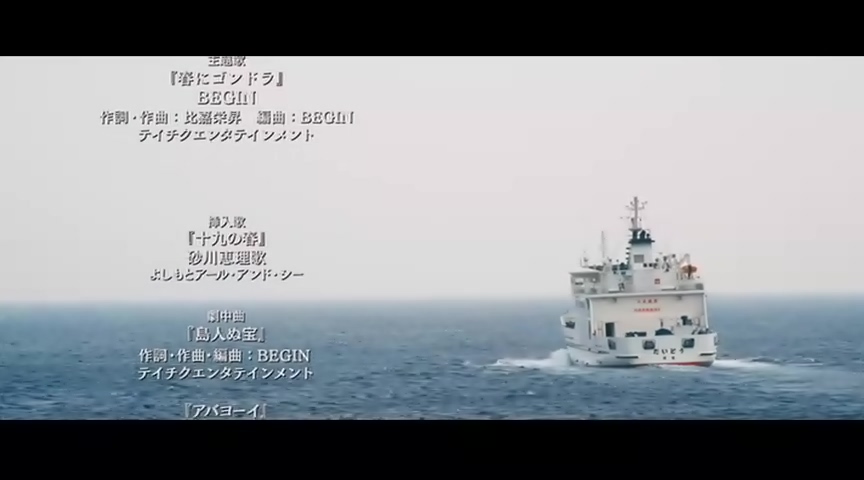 主題歌
『春にゴンドラ』
BEGIN
作詞・作曲：比嘉栄昇　編曲：BEGIN
テイチクエンタテインメント
挿入歌
『十九の春』
砂川恵理歌
よしもとアール・アンド・シー
劇中曲
『島人ぬ宝』
作詞・作曲・編曲：BEGIN
テイチクエンタテインメント
『アバヨーイ』
だいとう